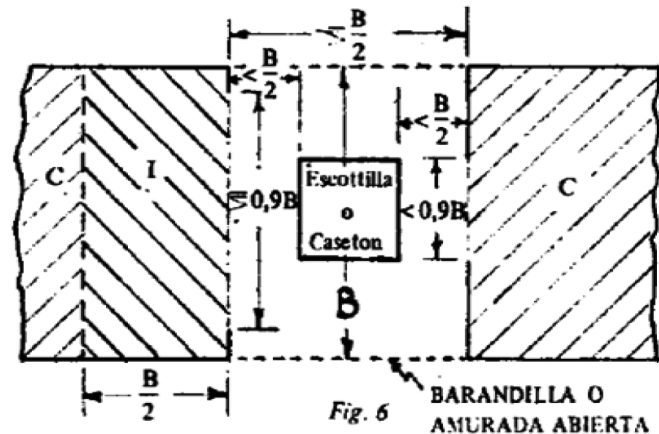 ≤ B/2
< B/2
< B/2
C
I
Escottilla
o
Caseton
≤ 0,9B
< 0,9B
C
B
B/2
Fig. 6
BARANDILLA O
AMURADA ABIERTA